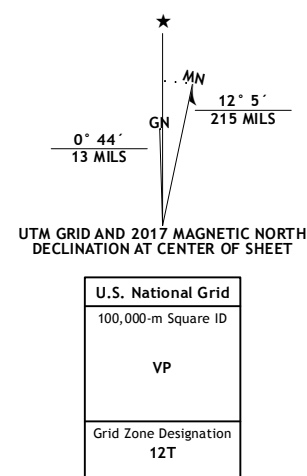 ★
MN
GN
12° 5´
215 MILS
0° 44´
13 MILS
UTM GRID AND 2017 MAGNETIC NORTH
DECLINATION AT CENTER OF SHEET
U.S. National Grid
100,000-m Square ID
VP
Grid Zone Designation
12T